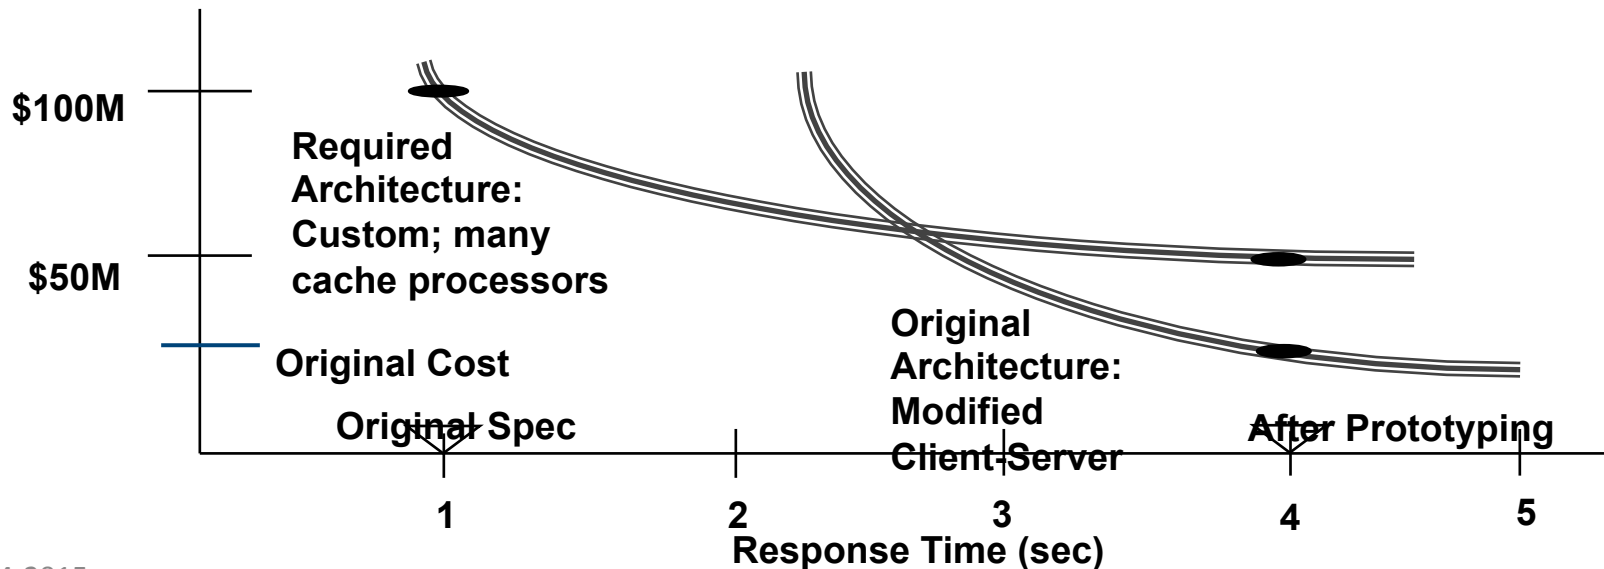 $100M
Required
Architecture:
Custom; many
cache processors
$50M
Original Cost
Original
Architecture:
Modified
Client-Server
Original Spec
After Prototyping
1
2
3
4
5
Response Time (sec)